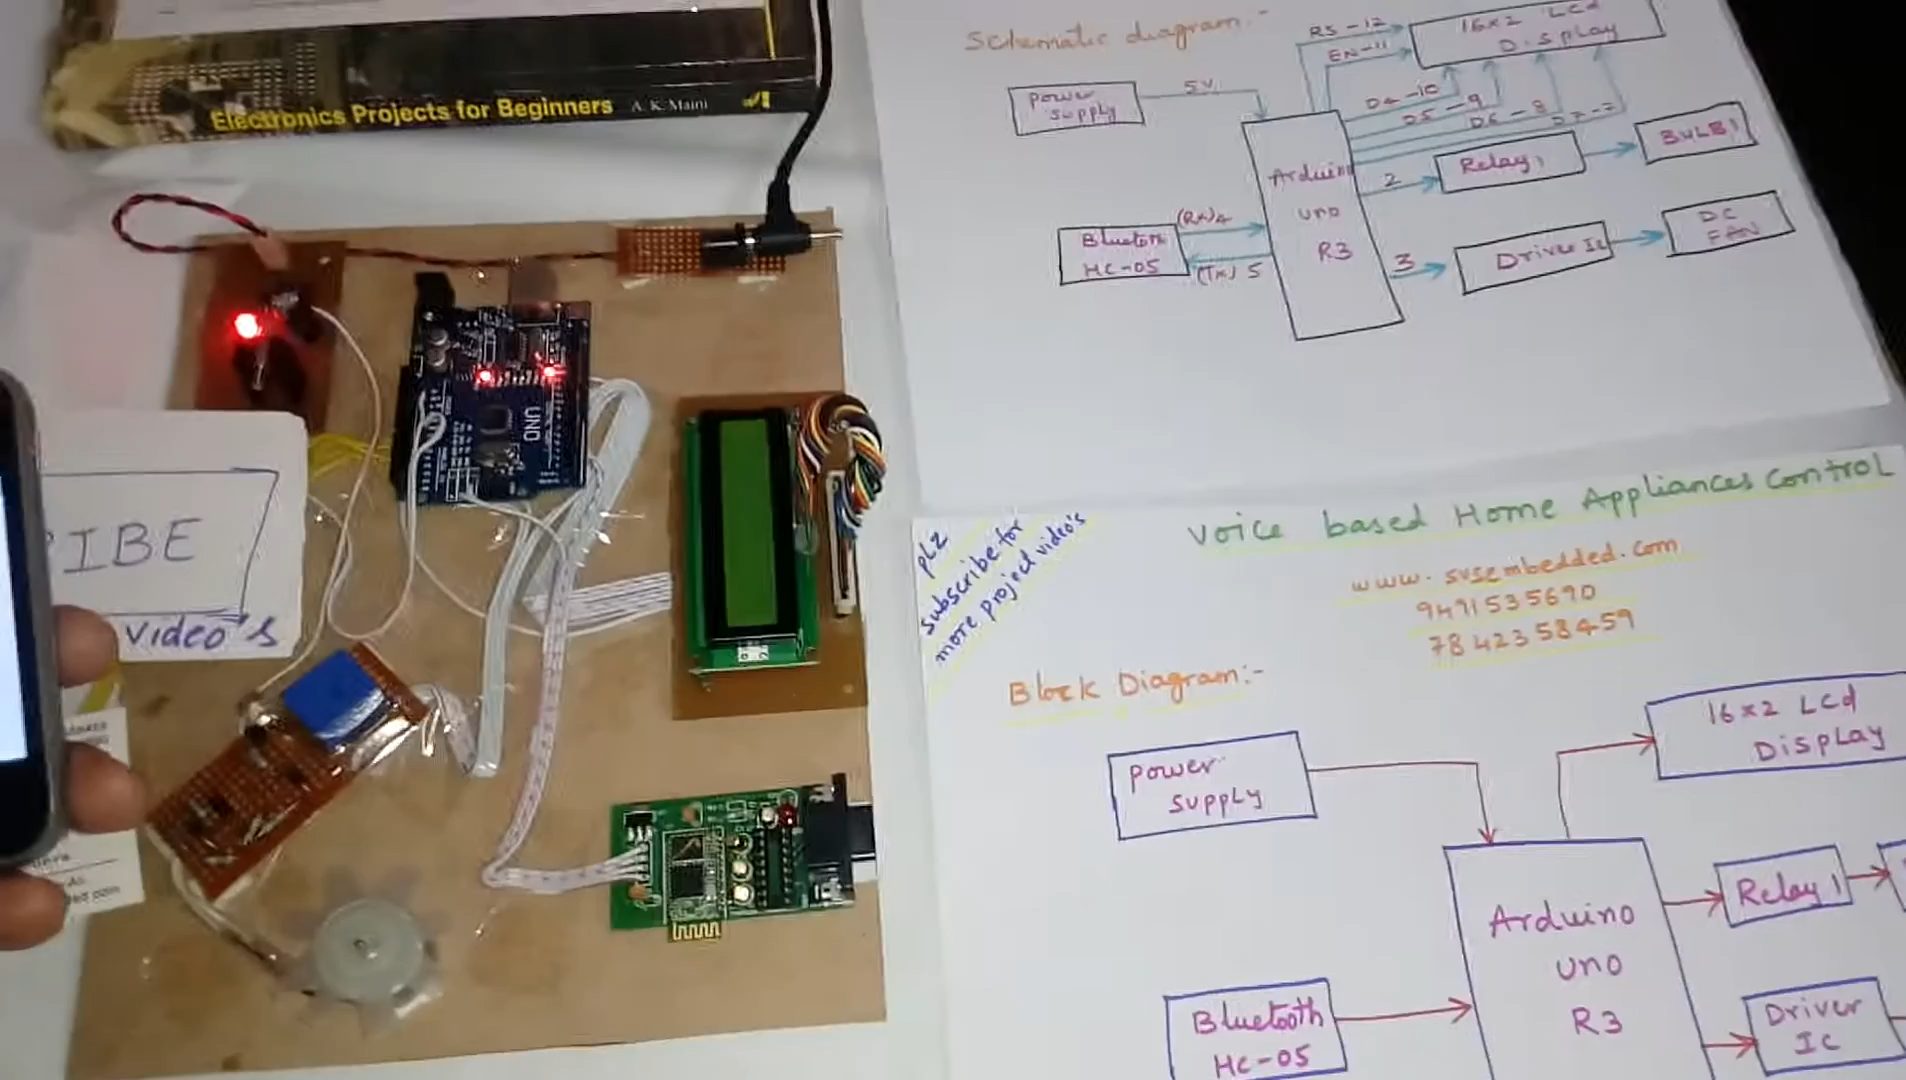 Electronics Projects for Beginners A. K. Maini
Schematic diagram:-
RS-12
EN-11
16x2 LCd
Display
Power
Supply
5V
D4-10
D5-9
D6-8
D7-7
Arduino
uno
R3
2
Relay1
BULB1
Bluetoo
HC-05
(Rx)4
(Tx) 5
3
Driver Ic
DC
FAN
UNO
IBE
Video's
plz
subscribe for
more project video's
Voice based Home Appliances Control
www.svsembedded.com
9491535690
7842358459
Block Diagram:-
Power
Supply
16x2 LCd
Display
Arduino
uno
R3
Relay1
Bluetooth
HC-05
Driver
IC